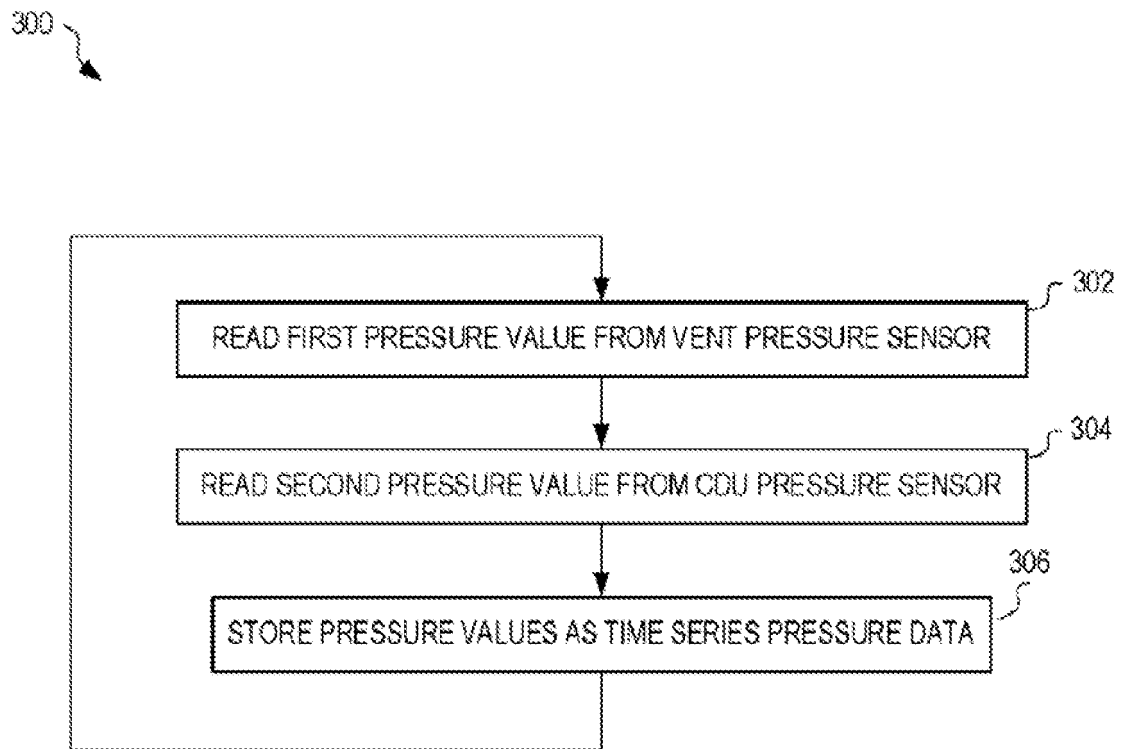 300
302
READ FIRST PRESSURE VALUE FROM VENT PRESSURE SENSOR
304
READ SECOND PRESSURE VALUE FROM CDU PRESSURE SENSOR
306
STORE PRESSURE VALUES AS TIME SERIES PRESSURE DATA